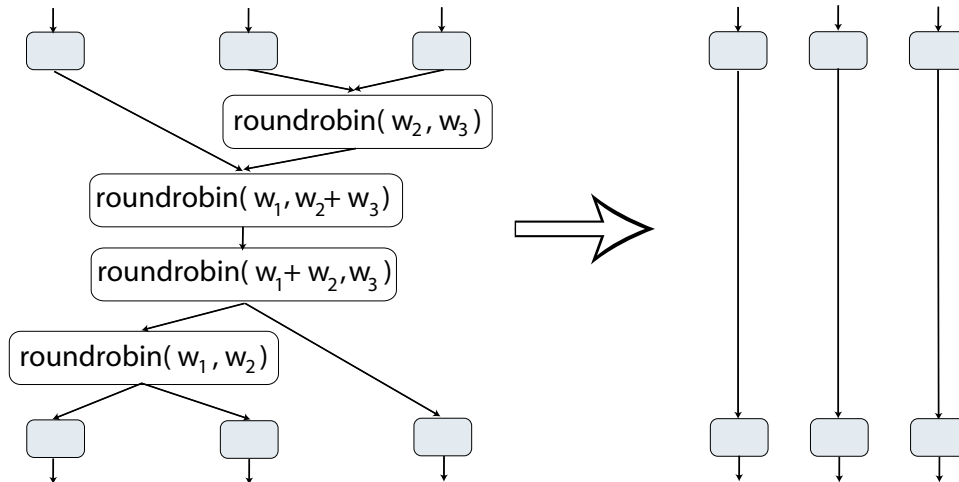 roundrobin( w₂, w₃)
roundrobin( w₁, w₂+ w₃)
roundrobin( w₁+ w₂, w₃)
roundrobin( w₁, w₂)